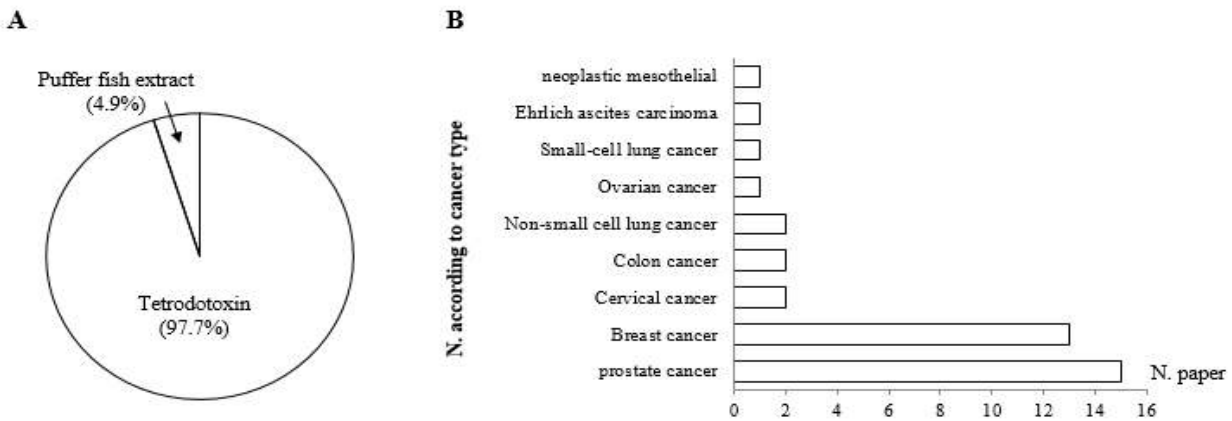 A
Puffer fish extract
(4.9%)
Tetrodotoxin
(97.7%)
B
N. according to cancer type
neoplastic mesothelial
Ehrlich ascites carcinoma
Small-cell lung cancer
Ovarian cancer
Non-small cell lung cancer
Colon cancer
Cervical cancer
Breast cancer
prostate cancer
N. paper
0 2 4 6 8 10 12 14 16